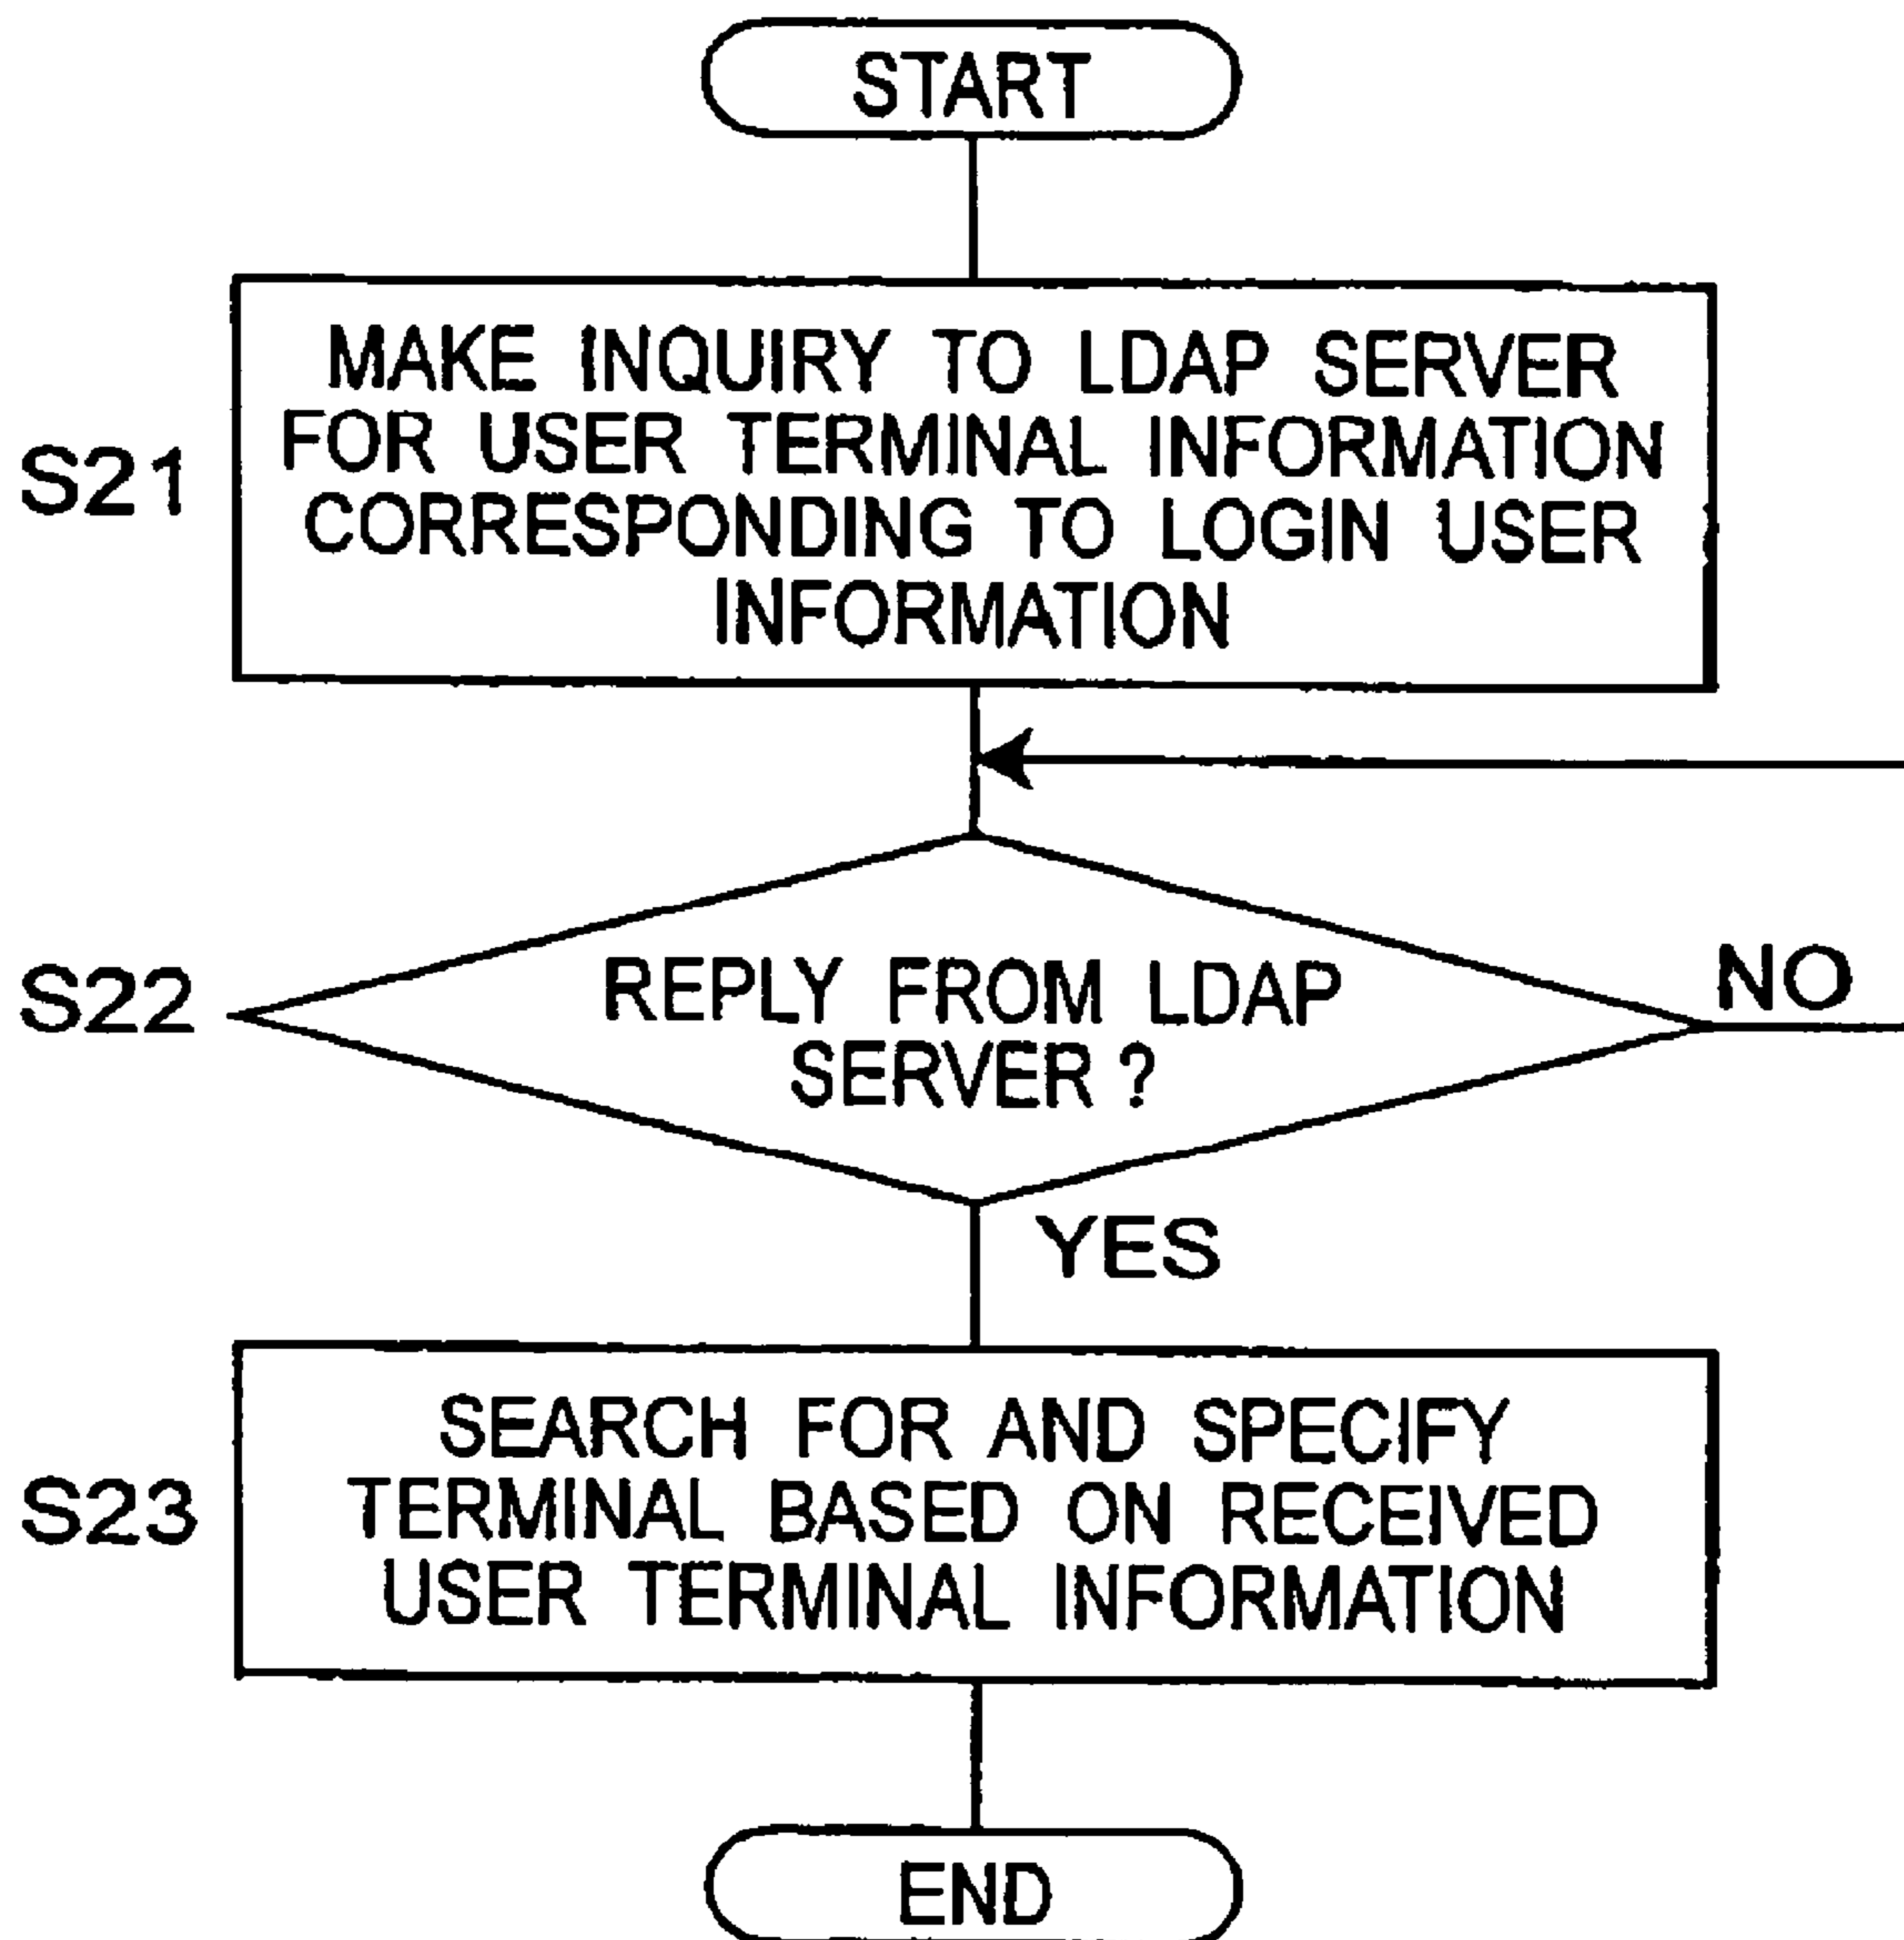 START
MAKE INQUIRY TO LDAP SERVER
FOR USER TERMINAL INFORMATION
CORRESPONDING TO LOGIN USER
INFORMATION
S21
REPLY FROM LDAP
SERVER ?
S22
NO
YES
SEARCH FOR AND SPECIFY
TERMINAL BASED ON RECEIVED
USER TERMINAL INFORMATION
S23
END